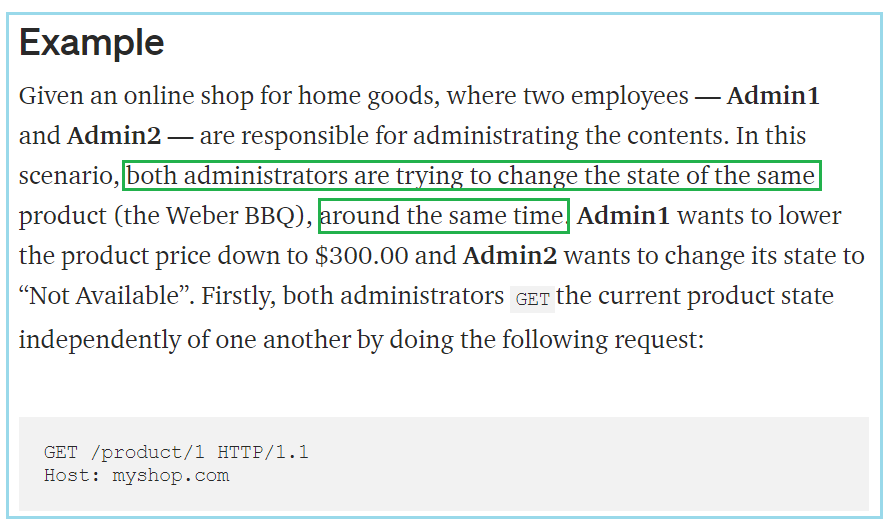 Example
Given an online shop for home goods, where two employees — Admin1
and Admin2 — are responsible for administrating the contents. In this
scenario, both administrators are trying to change the state of the same
product (the Weber BBQ), around the same time. Admin1 wants to lower
the product price down to $300.00 and Admin2 wants to change its state to
“Not Available”. Firstly, both administrators GET the current product state
independently of one another by doing the following request:
GET /product/1 HTTP/1.1
Host: myshop.com